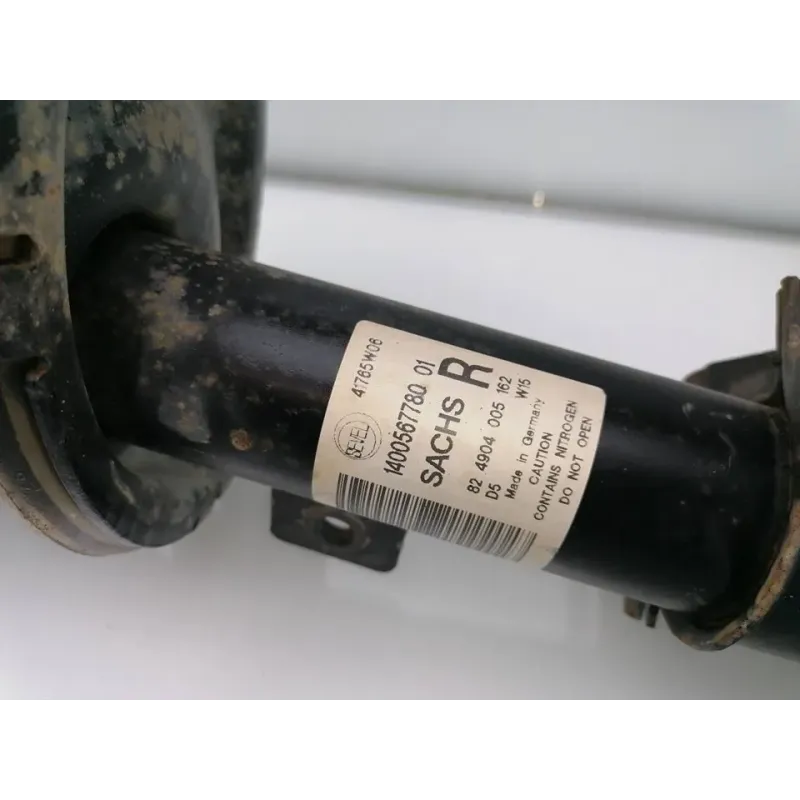 41765W06
SEVEL
1400567780 01
SACHS R
82 4904 005 162
D5 W15
Made in Germany
CAUTION
CONTAINS NITROGEN
DO NOT OPEN